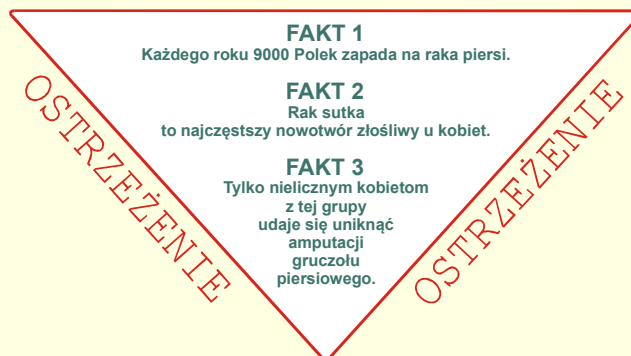 FAKT 1
Każdego roku 9000 Polek zapada na raka piersi.
FAKT 2
Rak sutka
to najczęstszy nowotwór złośliwy u kobiet.
FAKT 3
Tylko nielicznym kobietom
z tej grupy
udaje się uniknąć
amputacji
gruczołu
piersiowego.
OSTRZEŻENIE
OSTRZEŻENIE